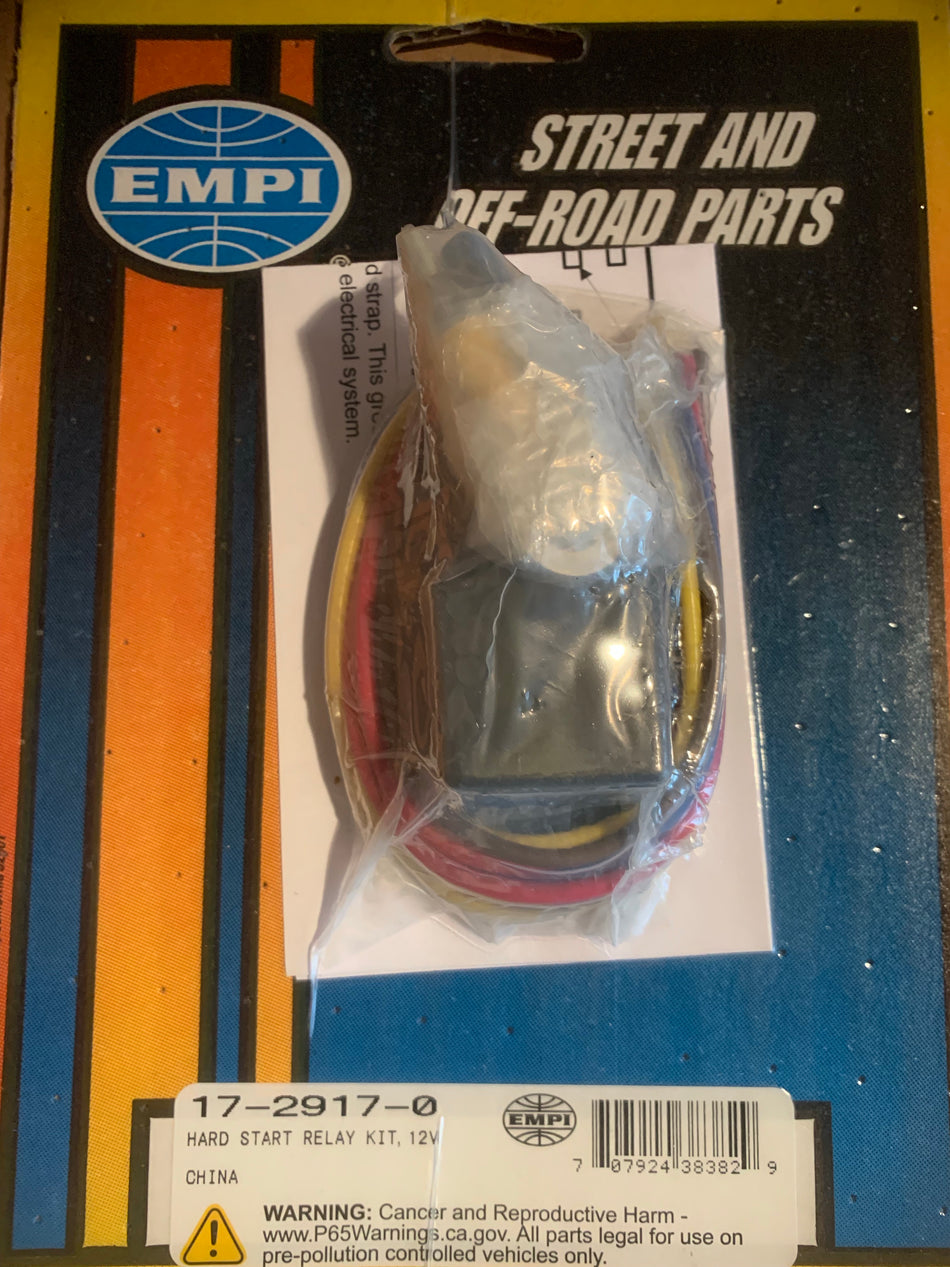 EMPI
STREET AND
OFF-ROAD PARTS
d strap. This
electrical system.
17-2917-0
HARD START RELAY KIT, 12V
CHINA
EMPI
7 07924 38382 9
WARNING: Cancer and Reproductive Harm -
www.P65Warnings.ca.gov. All parts legal for use on
pre-pollution controlled vehicles only.